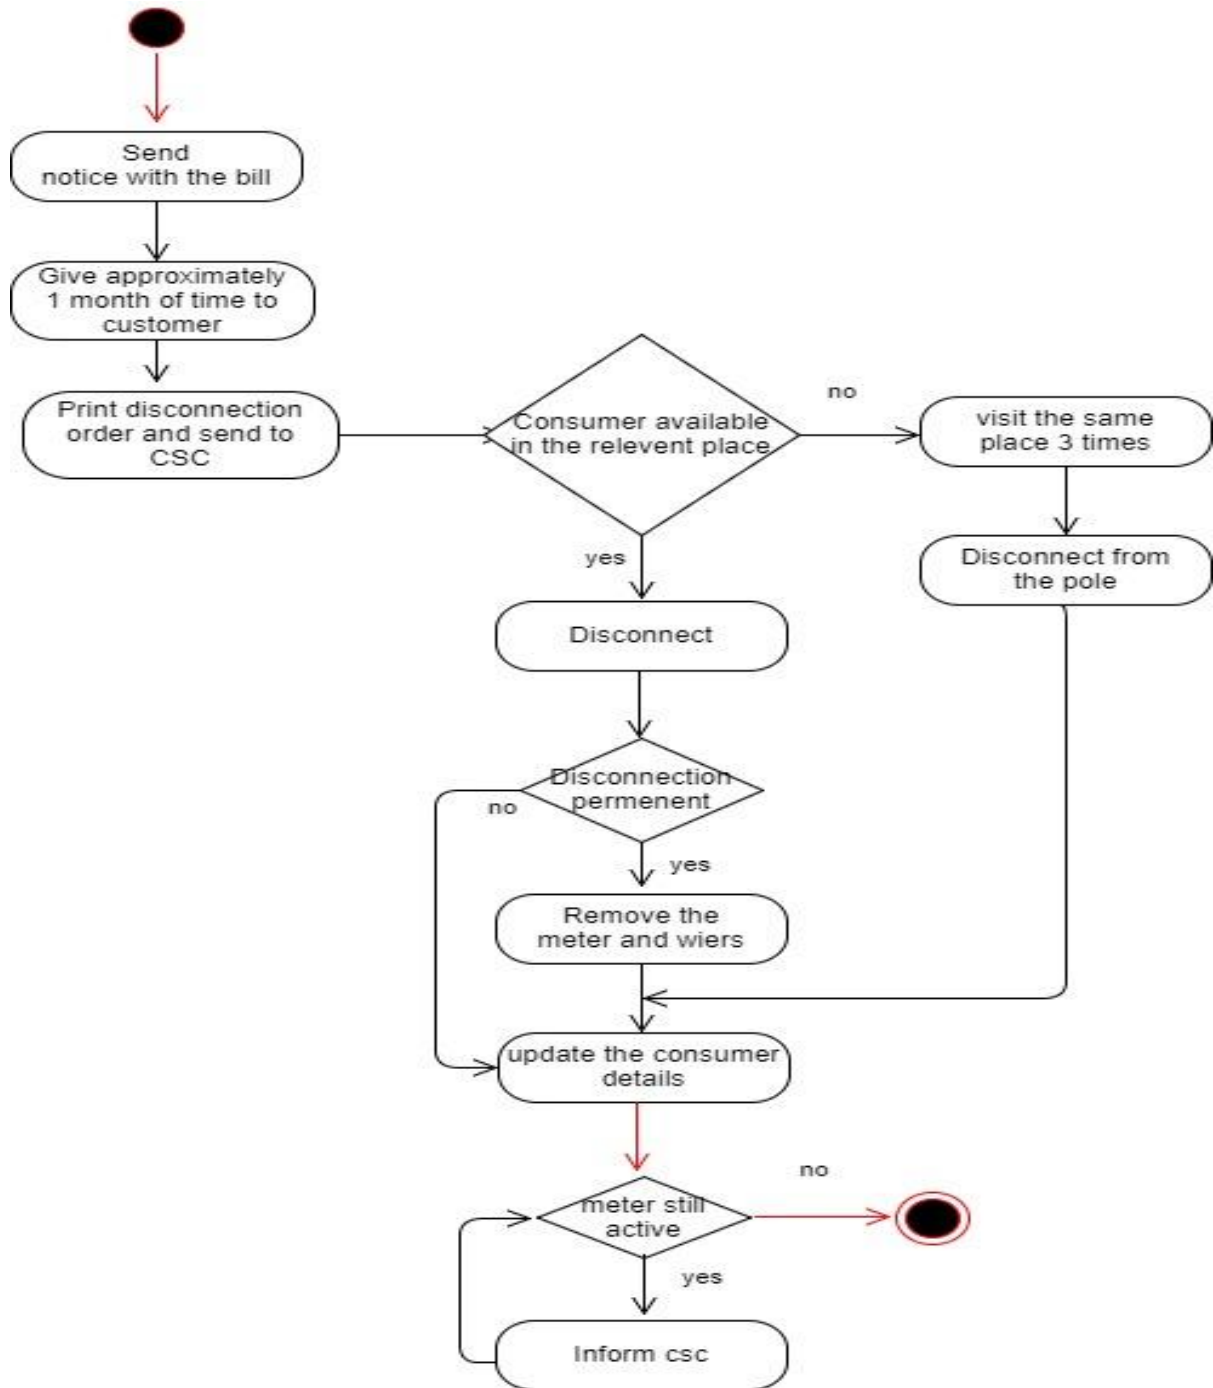 Send
notice with the bill
Give approximately
1 month of time to
customer
Print disconnection
order and send to
CSC
Consumer available
in the relevent place
no
visit the same
place 3 times
yes
Disconnect from
the pole
Disconnect
Disconnection
permenent
no
yes
Remove the
meter and wiers
update the consumer
details
no
meter still
active
yes
Inform csc